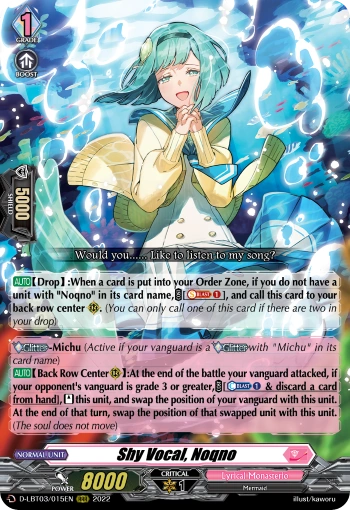 1
GRADE
BOOST
5000
SHIELD
Would you...... Like to listen to my song?
AUTO【Drop】:When a card is put into your Order Zone, if you do not have a
unit with "Noqno" in its card name, [BLAST 1], and call this card to your
back row center. (You can only call one of this card if there are two in
your drop)
Glitter-Michu (Active if your vanguard is a Glitter with "Michu" in its
card name)
AUTO【Back Row Center】:At the end of the battle your vanguard attacked, if
your opponent's vanguard is grade 3 or greater, [BLAST 1 & discard a card
from hand], this unit, and swap the position of your vanguard with this unit.
At the end of that turn, swap the position of that swapped unit with this unit.
(The soul does not move)
NORMAL UNIT
Shy Vocal, Noqno
POWER 8000
CRITICAL
1
Lyrical Monasterio
Mermaid
D-LBT03/015EN RRR 2022
illust/kaworu